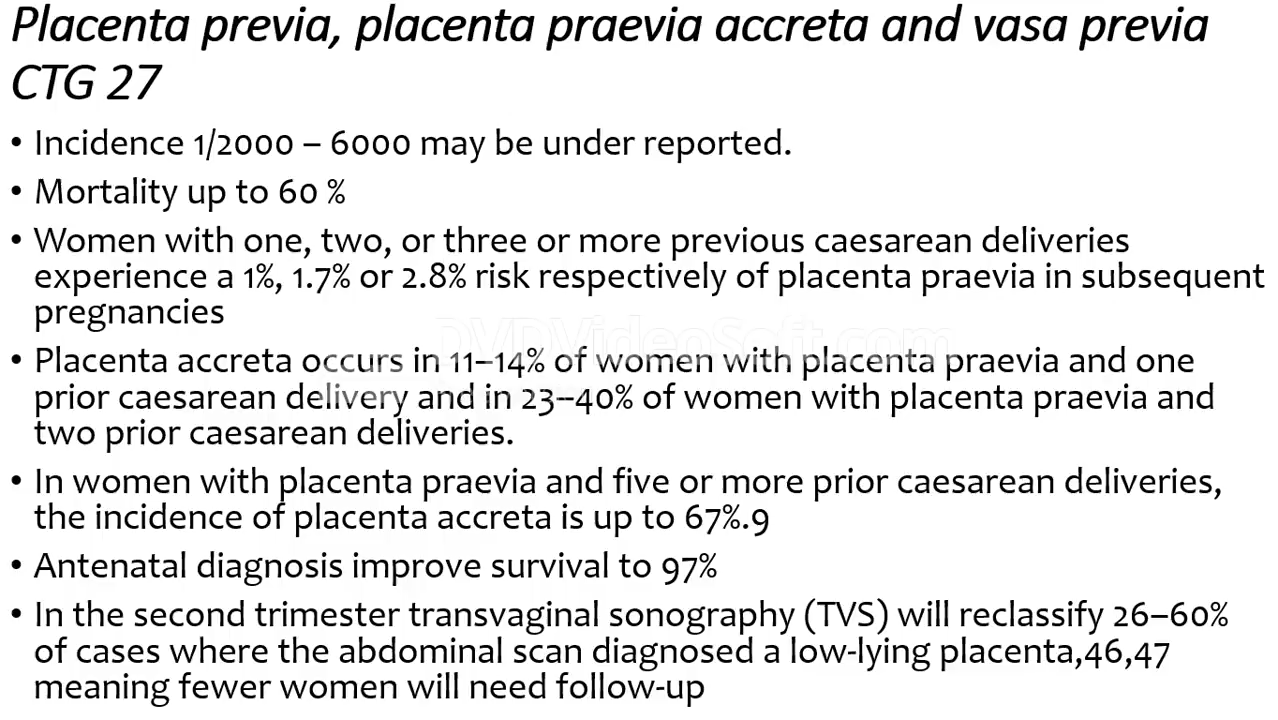 Placenta previa, placenta praevia accreta and vasa previa
CTG 27
• Incidence 1/2000 – 6000 may be under reported.
• Mortality up to 60 %
• Women with one, two, or three or more previous caesarean deliveries
experience a 1%, 1.7% or 2.8% risk respectively of placenta praevia in subsequent
pregnancies
DVDVideoSoft.com
• Placenta accreta occurs in 11–14% of women with placenta praevia and one
prior caesarean delivery and in 23–40% of women with placenta praevia and
two prior caesarean deliveries.
• In women with placenta praevia and five or more prior caesarean deliveries,
the incidence of placenta accreta is up to 67%.9
• Antenatal diagnosis improve survival to 97%
• In the second trimester transvaginal sonography (TVS) will reclassify 26–60%
of cases where the abdominal scan diagnosed a low-lying placenta,46,47
meaning fewer women will need follow-up